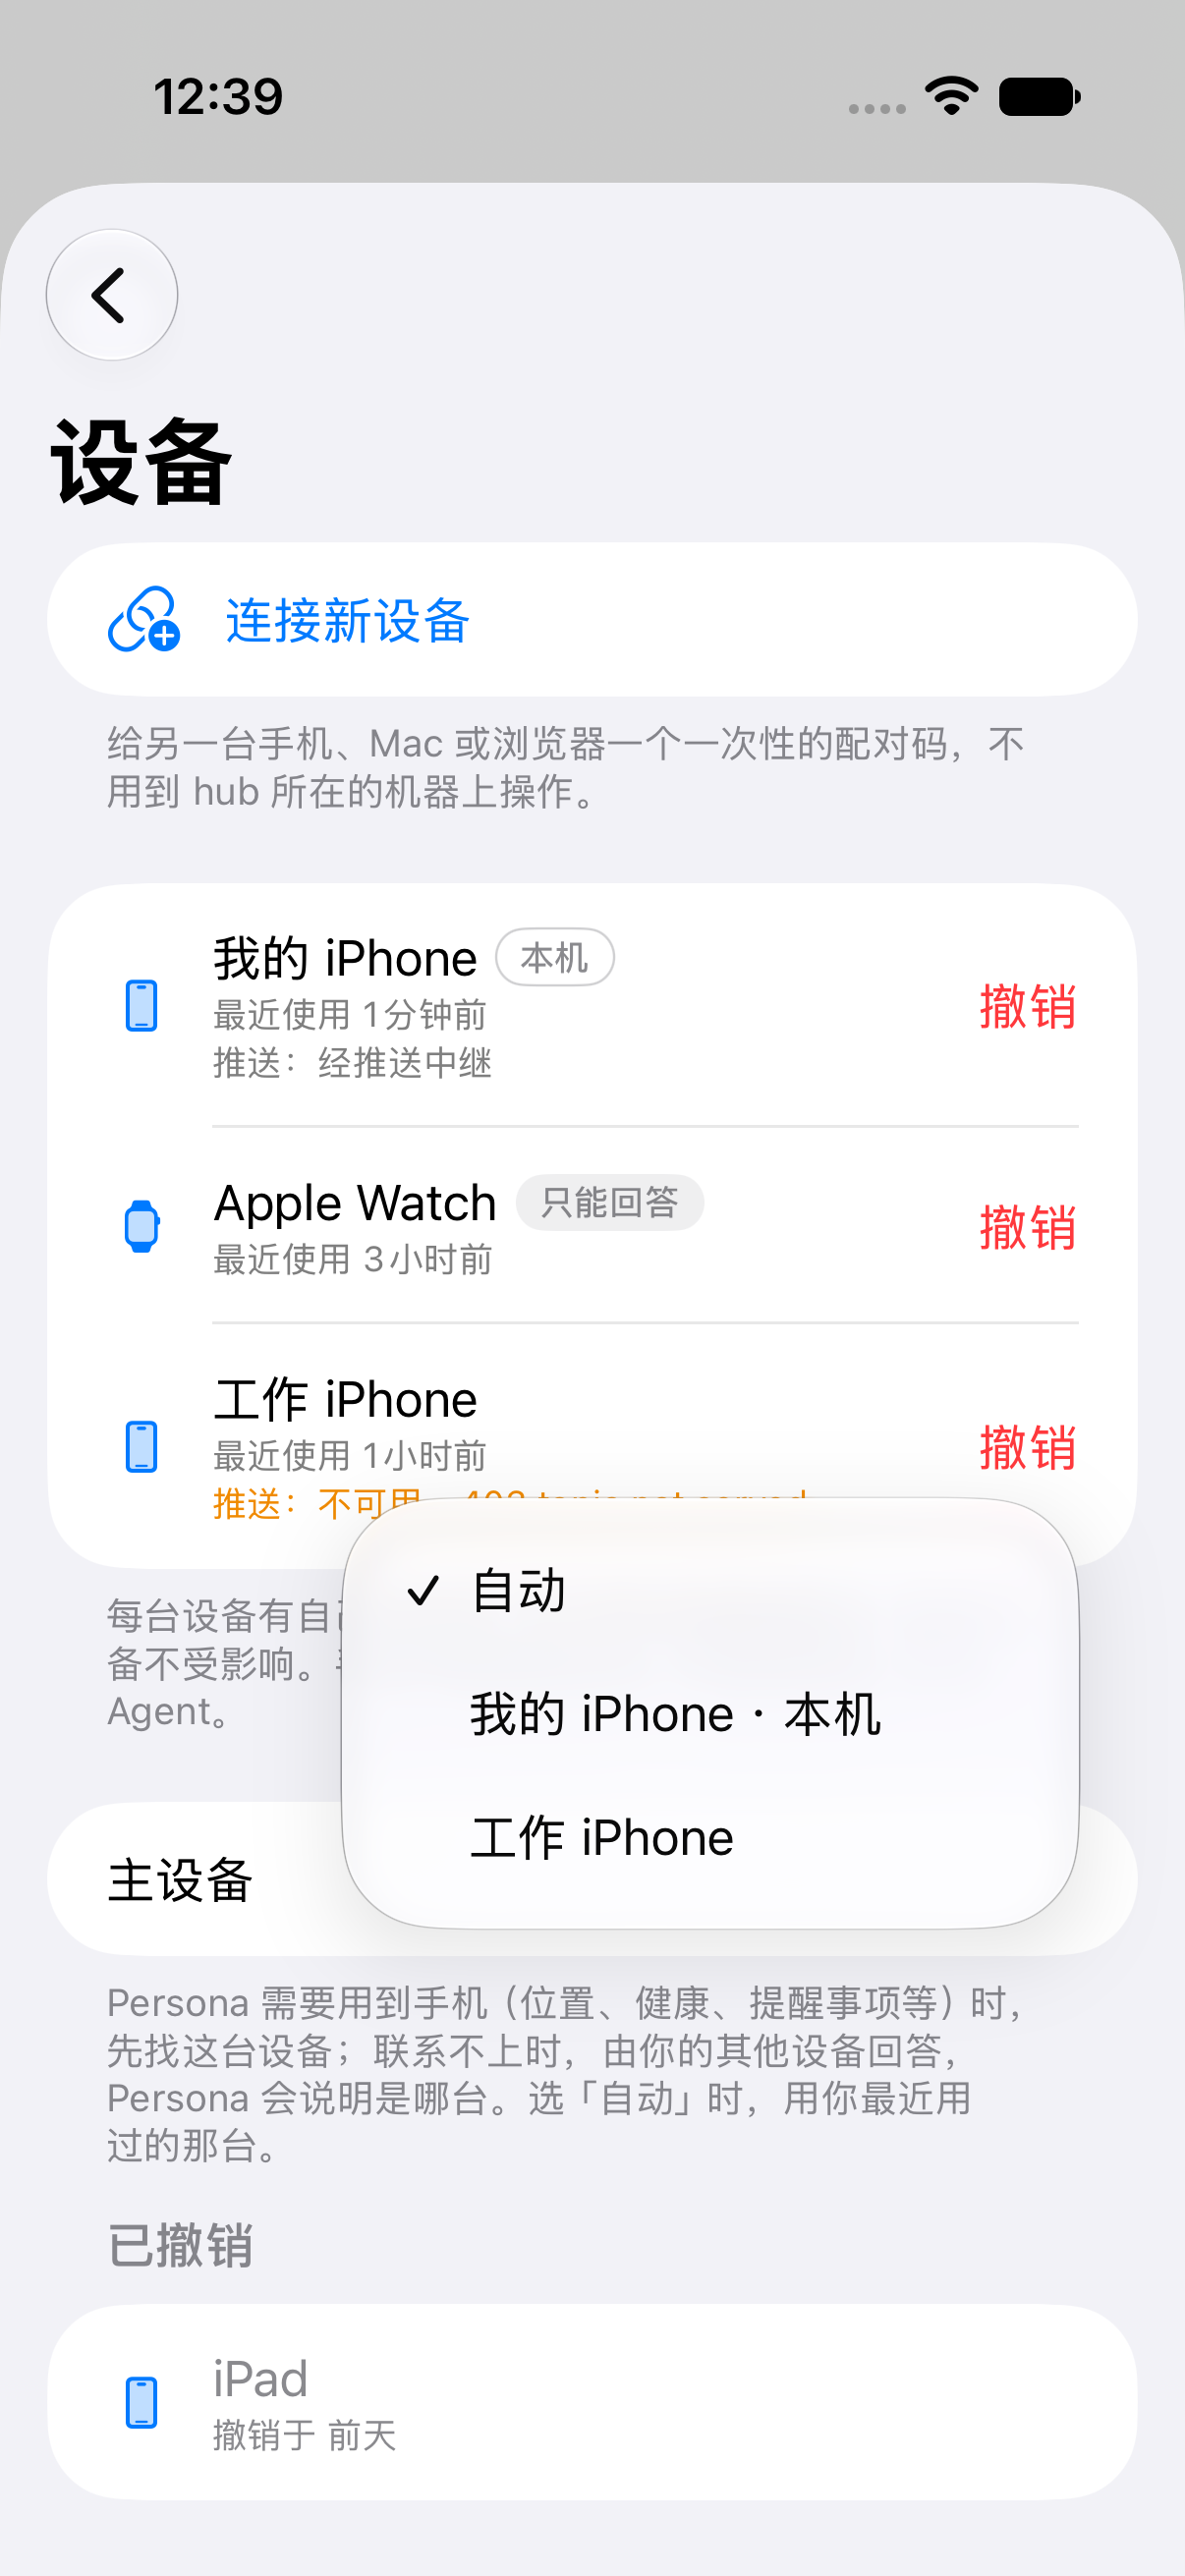 12:39
设备
连接新设备
给另一台手机、Mac 或浏览器一个一次性的配对码，不
用到 hub 所在的机器上操作。
我的 iPhone 本机
最近使用 1 分钟前
推送：经推送中继
撤销
Apple Watch 只能回答
最近使用 3 小时前
撤销
工作 iPhone
最近使用 1 小时前
推送：不可用
撤销
每台设备有自
备不受影响。
Agent。
自动
我的 iPhone · 本机
工作 iPhone
主设备
Persona 需要用到手机（位置、健康、提醒事项等）时，
先找这台设备；联系不上时，由你的其他设备回答，
Persona 会说明是哪台。选「自动」时，用你最近用
过的那台。
已撤销
iPad
撤销于 前天